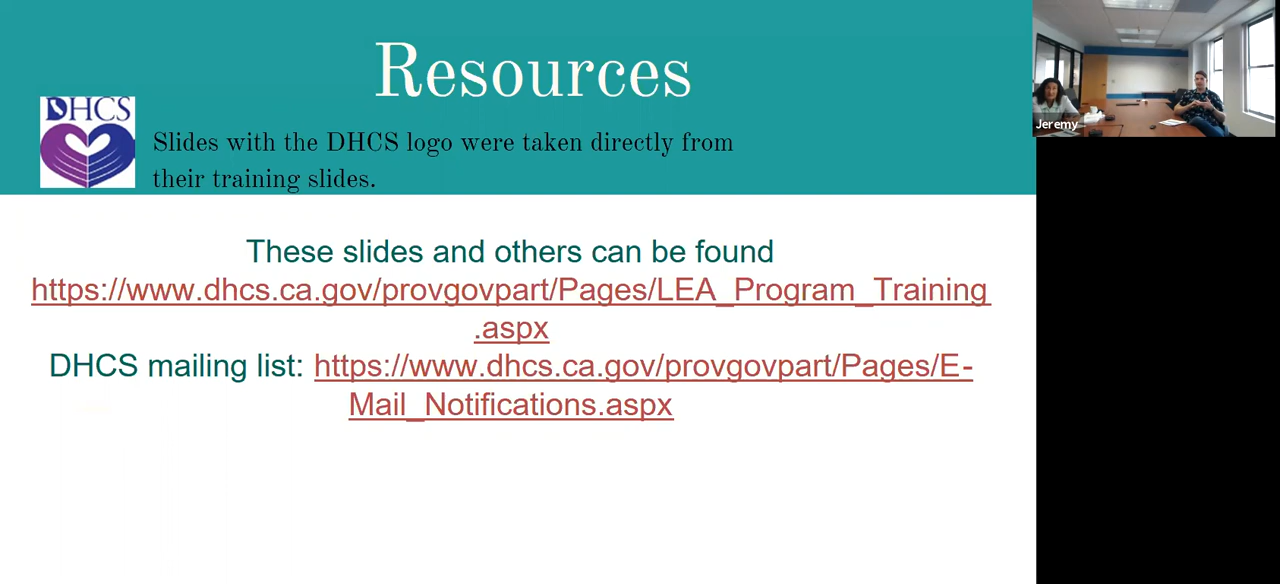 Resources
DHCS
Slides with the DHCS logo were taken directly from
their training slides.
These slides and others can be found
https://www.dhcs.ca.gov/provgovpart/Pages/LEA_Program_Training
.aspx
DHCS mailing list: https://www.dhcs.ca.gov/provgovpart/Pages/E-
Mail_Notifications.aspx
Jeremy